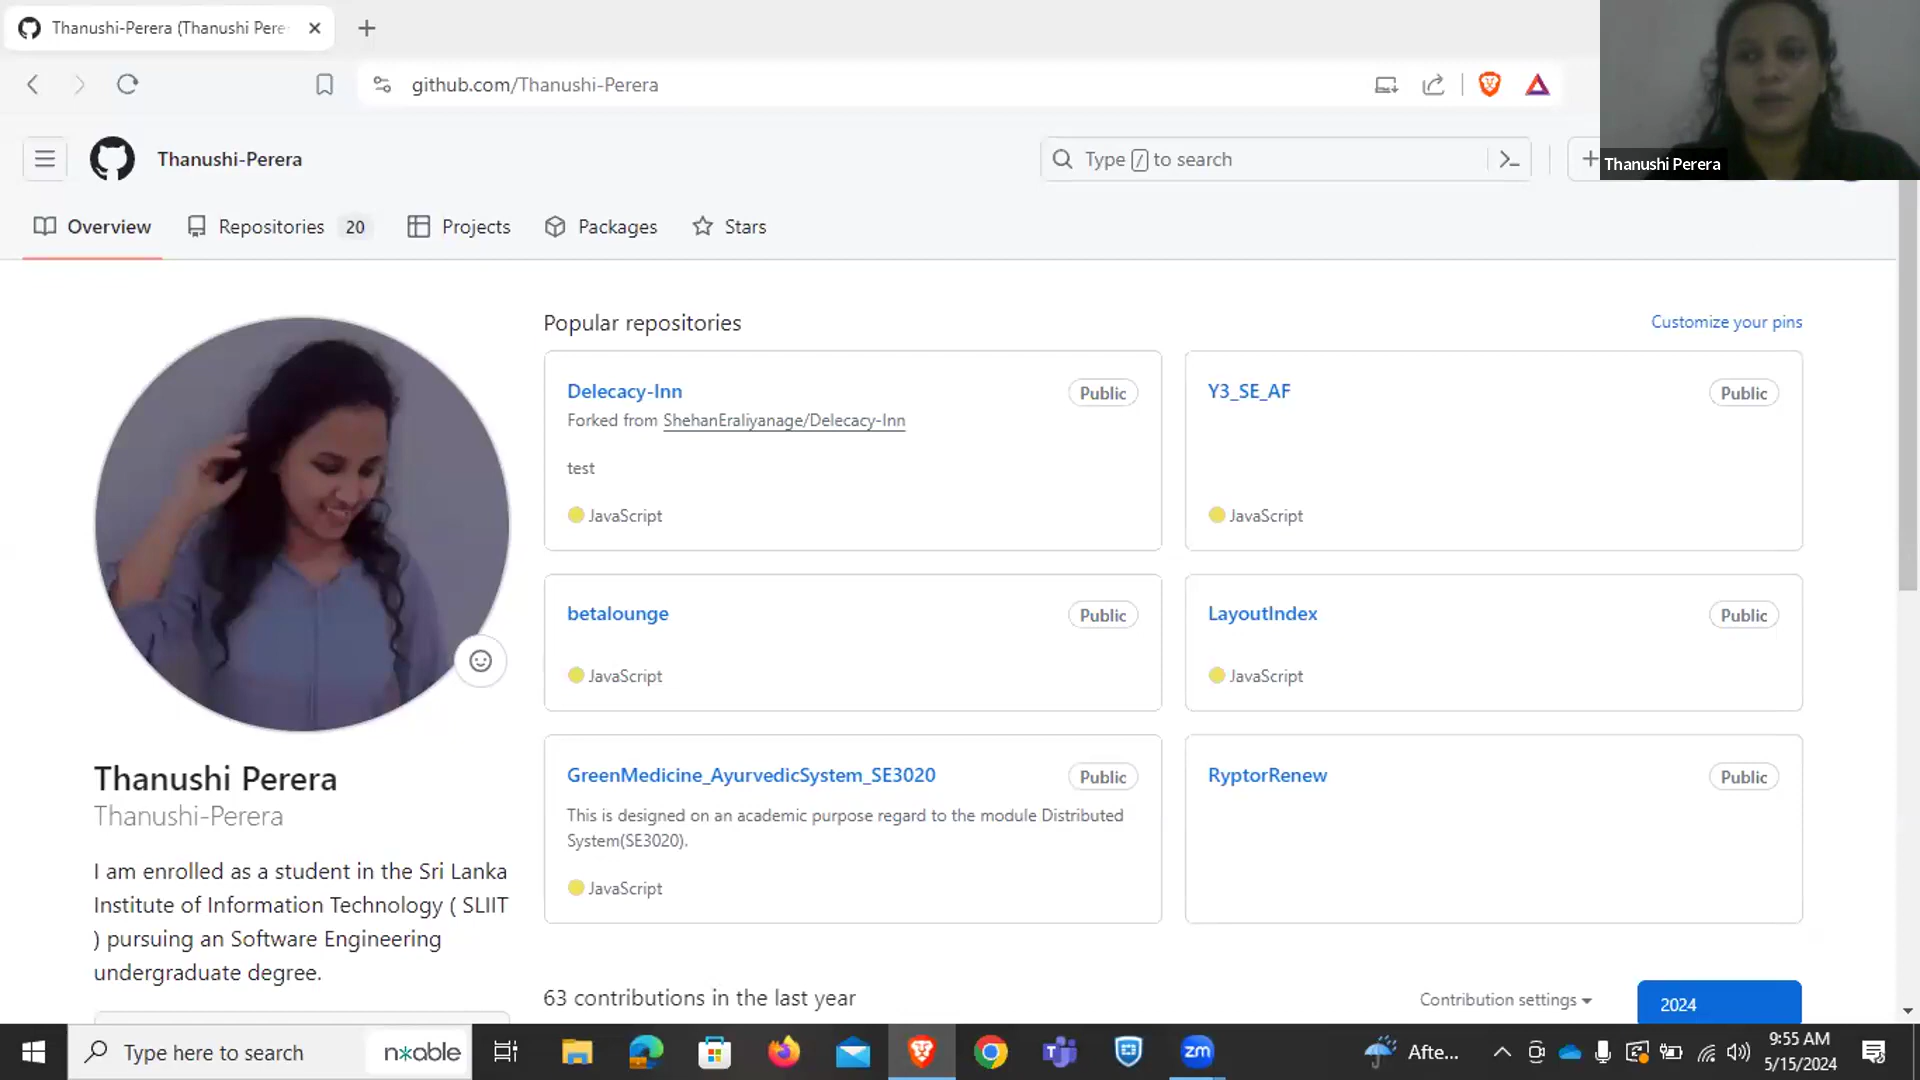 Thanushi-Perera (Thanushi Pere
github.com/Thanushi-Perera
Thanushi-Perera
Type / to search
Thanushi Perera
Overview
Repositories 20
Projects
Packages
Stars
Popular repositories
Customize your pins
Delecacy-Inn
Public
Forked from ShehanEraliyanage/Delecacy-Inn
test
JavaScript
Y3_SE_AF
Public
JavaScript
betalounge
Public
JavaScript
LayoutIndex
Public
JavaScript
GreenMedicine_AyurvedicSystem_SE3020
Public
This is designed on an academic purpose regard to the module Distributed
System(SE3020).
JavaScript
RyptorRenew
Public
Thanushi Perera
Thanushi-Perera
I am enrolled as a student in the Sri Lanka
Institute of Information Technology ( SLIIT
) pursuing an Software Engineering
undergraduate degree.
63 contributions in the last year
Contribution settings
2024
Type here to search
n*able
zm
Afte...
9:55 AM
5/15/2024